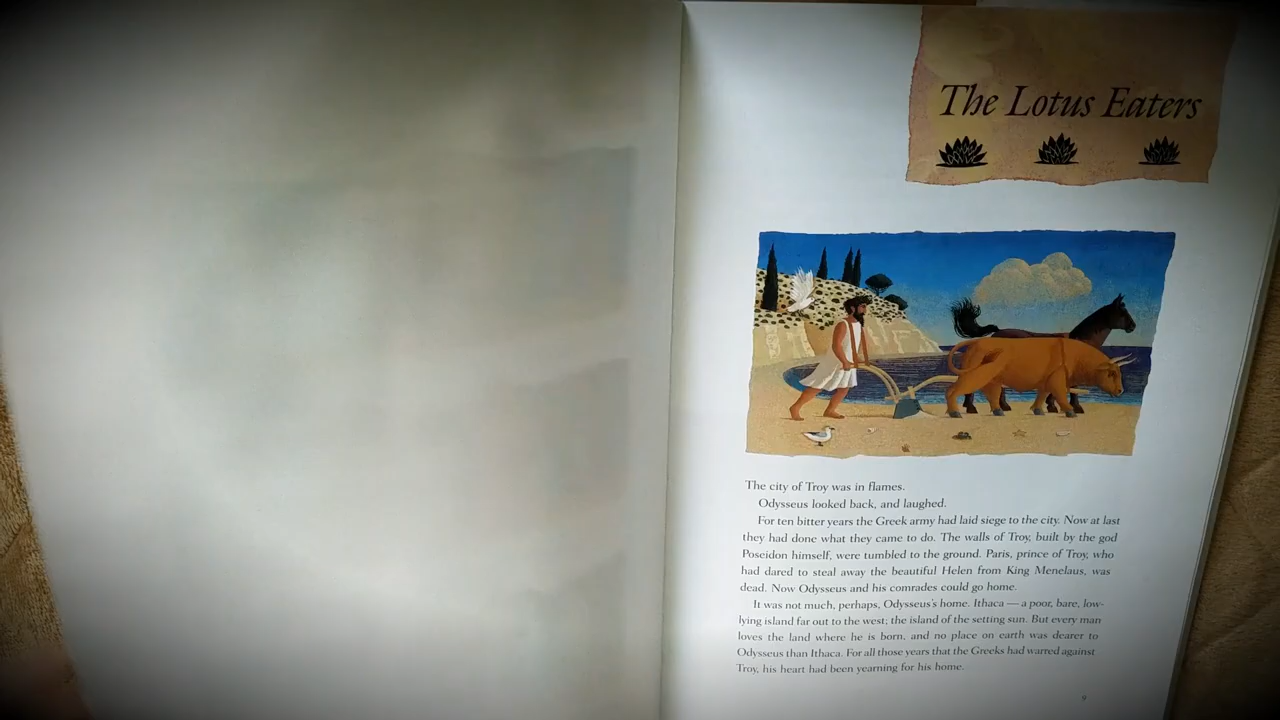 The Lotus Eaters
The city of Troy was in flames.
Odysseus looked back, and laughed.
For ten bitter years the Greek army had laid siege to the city. Now at last
they had done what they came to do. The walls of Troy, built by the god
Poseidon himself, were tumbled to the ground. Paris, prince of Troy, who
had dared to steal away the beautiful Helen from King Menelaus, was
dead. Now Odysseus and his comrades could go home.
It was not much, perhaps, Odysseus's home. Ithaca — a poor, bare, low-
lying island far out to the west; the island of the setting sun. But every man
loves the land where he is born, and no place on earth was dearer to
Odysseus than Ithaca. For all those years that the Greeks had warred against
Troy, his heart had been yearning for his home.
9